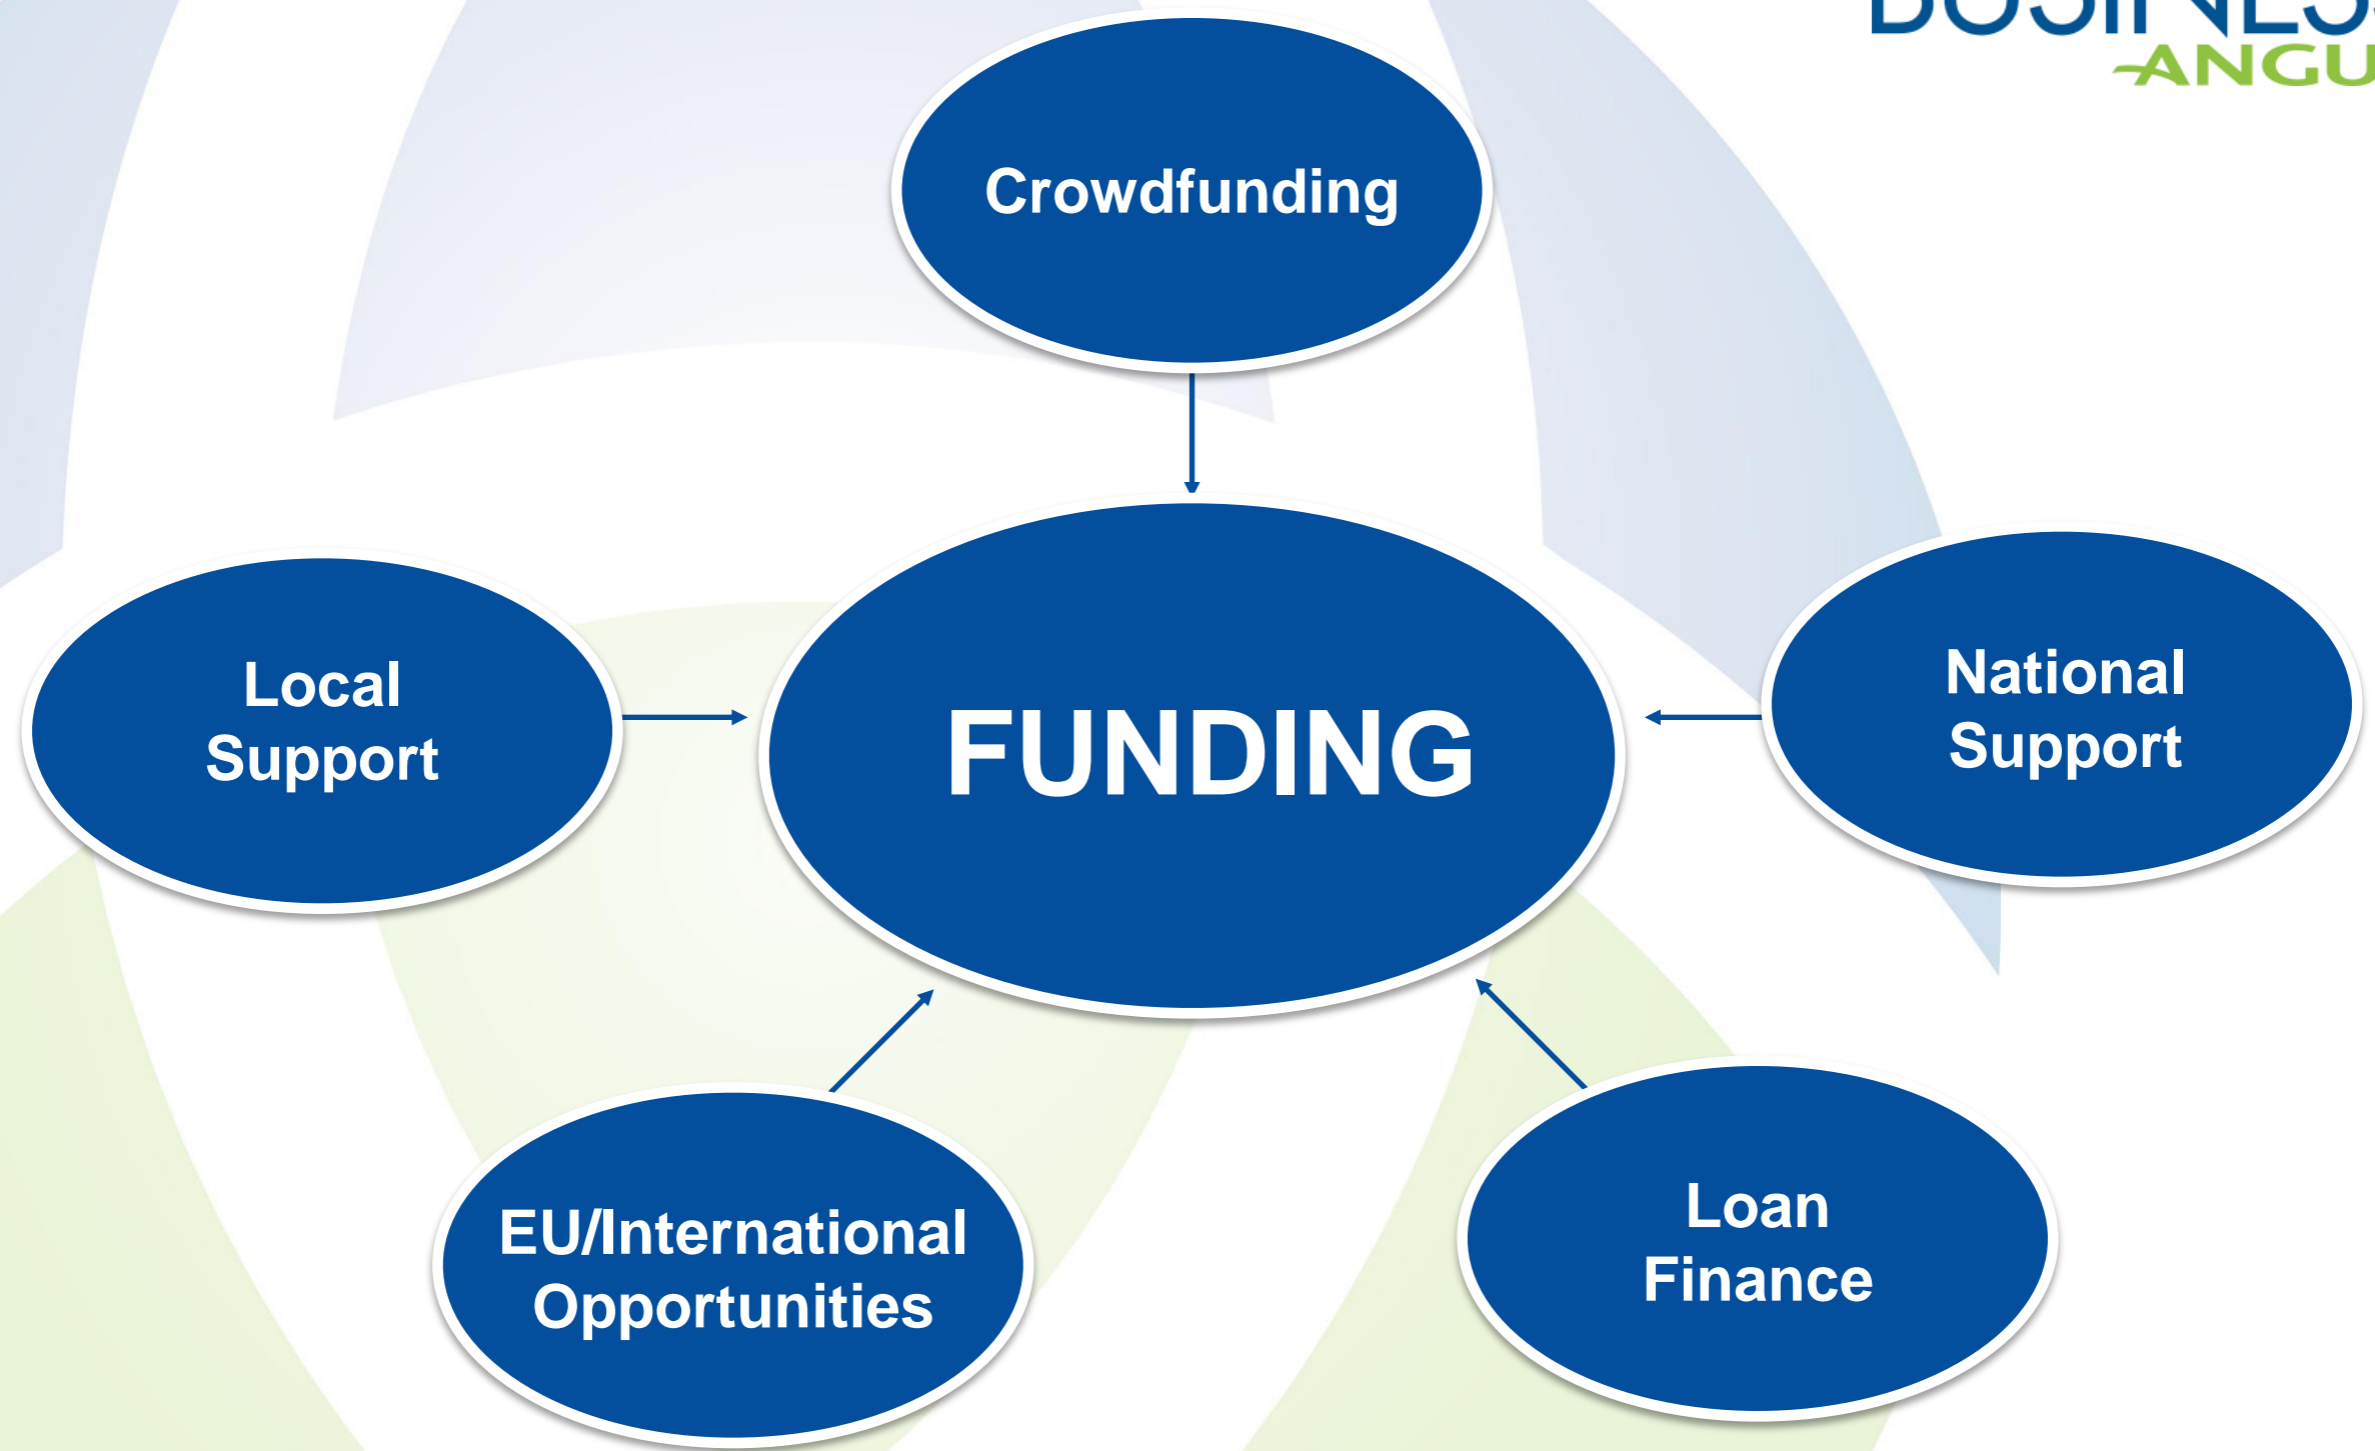 Crowdfunding
Local
Support
FUNDING
National
Support
EU/International
Opportunities
Loan
Finance